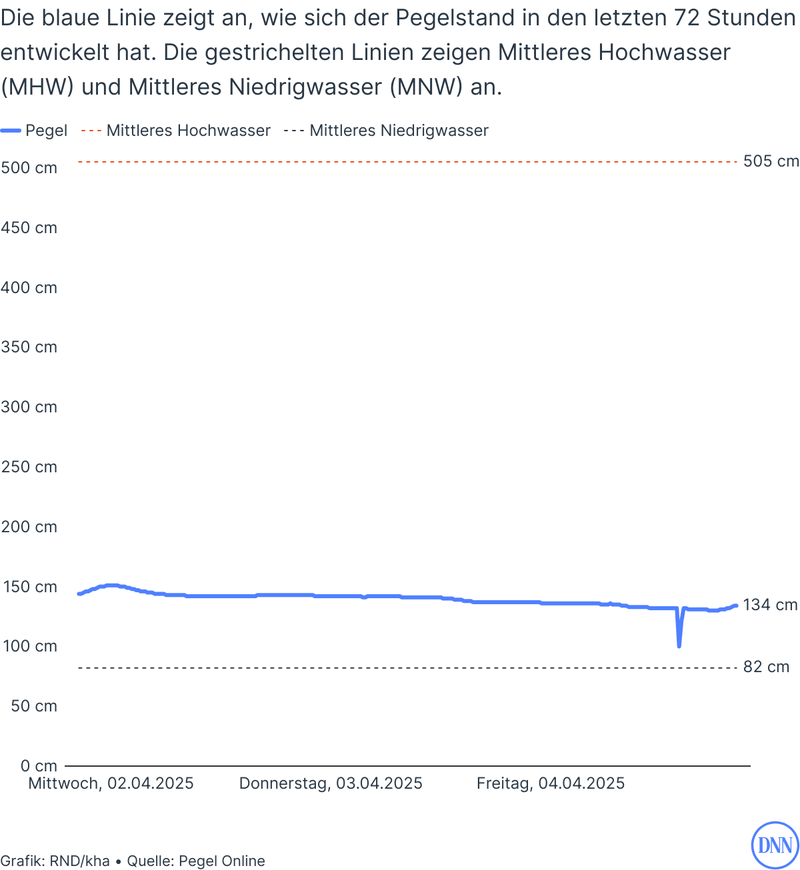 Die blaue Linie zeigt an, wie sich der Pegelstand in den letzten 72 Stunden
entwickelt hat. Die gestrichelten Linien zeigen Mittleres Hochwasser
(MHW) und Mittleres Niedrigwasser (MNW) an.
Pegel Mittleres Hochwasser Mittleres Niedrigwasser
505 cm
500 cm
450 cm
400 cm
350 cm
300 cm
250 cm
200 cm
150 cm
134 cm
100 cm
82 cm
50 cm
0 cm
Mittwoch, 02.04.2025 Donnerstag, 03.04.2025 Freitag, 04.04.2025
DNN
Grafik: RND/kha • Quelle: Pegel Online